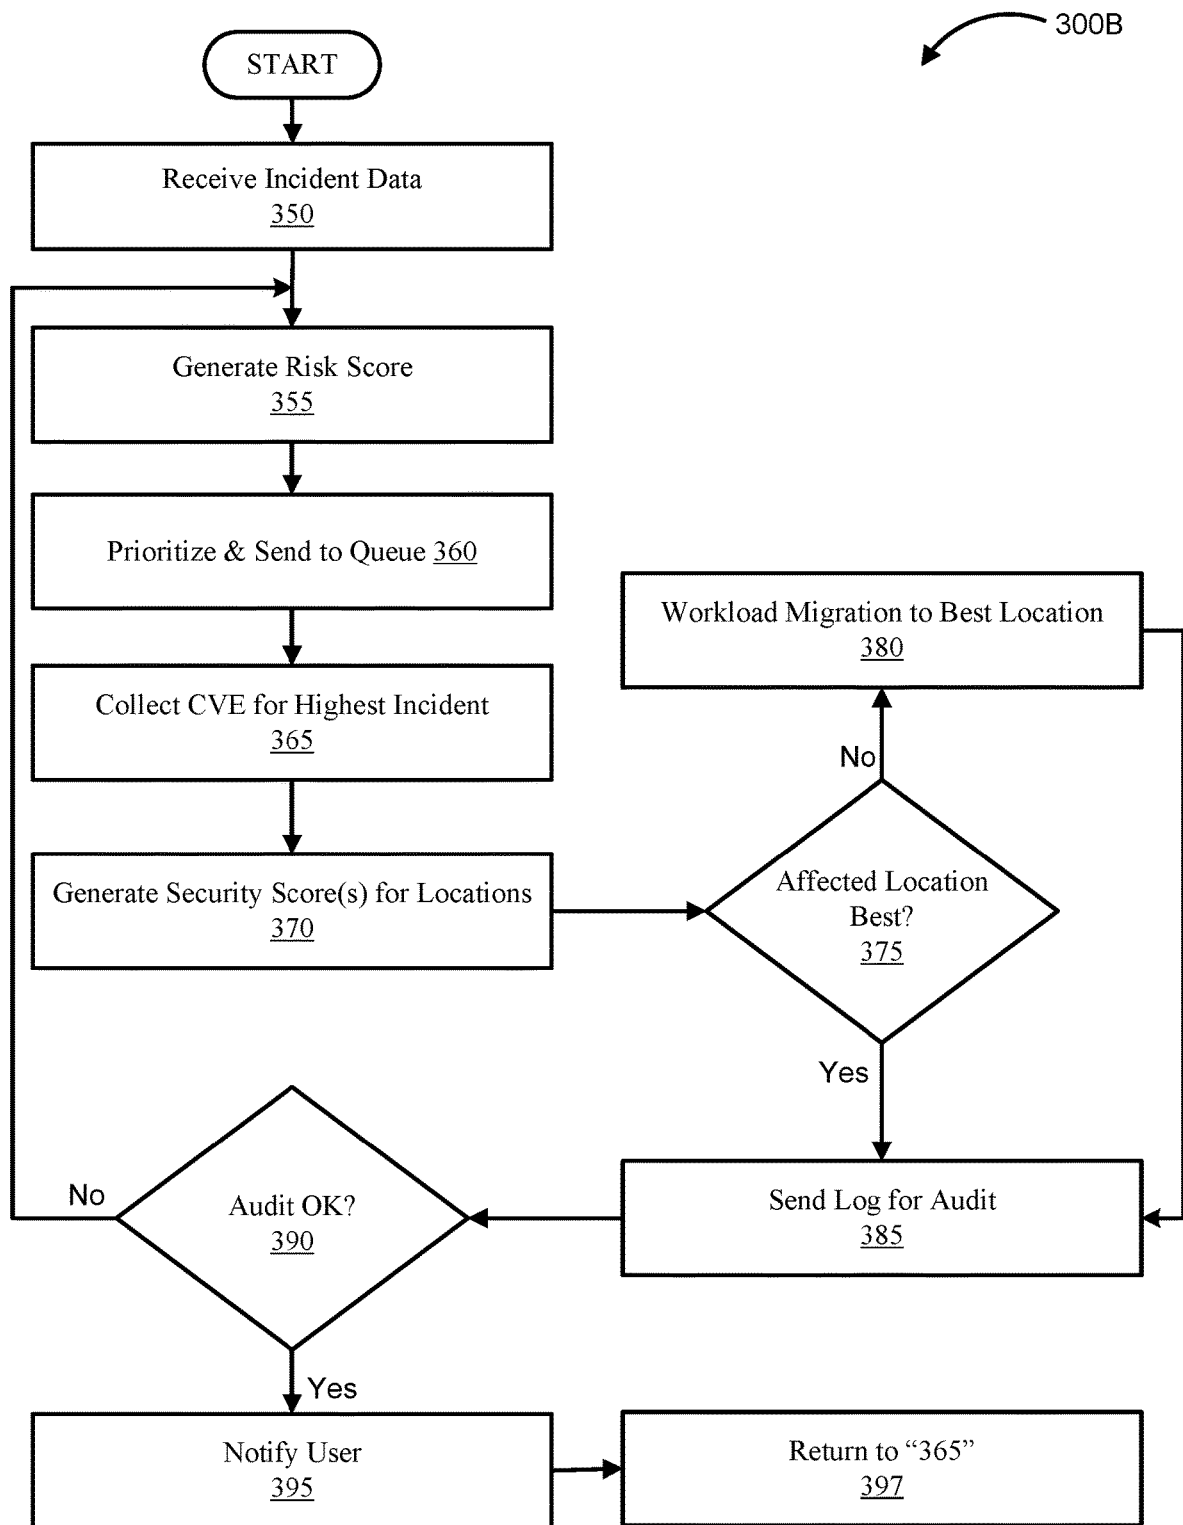 300B
START
Receive Incident Data
350
Generate Risk Score
355
Prioritize & Send to Queue 360
Collect CVE for Highest Incident
365
Generate Security Score(s) for Locations
370
Workload Migration to Best Location
380
No
Affected Location
Best?
375
Yes
Send Log for Audit
385
No
Audit OK?
390
Yes
Notify User
395
Return to “365”
397